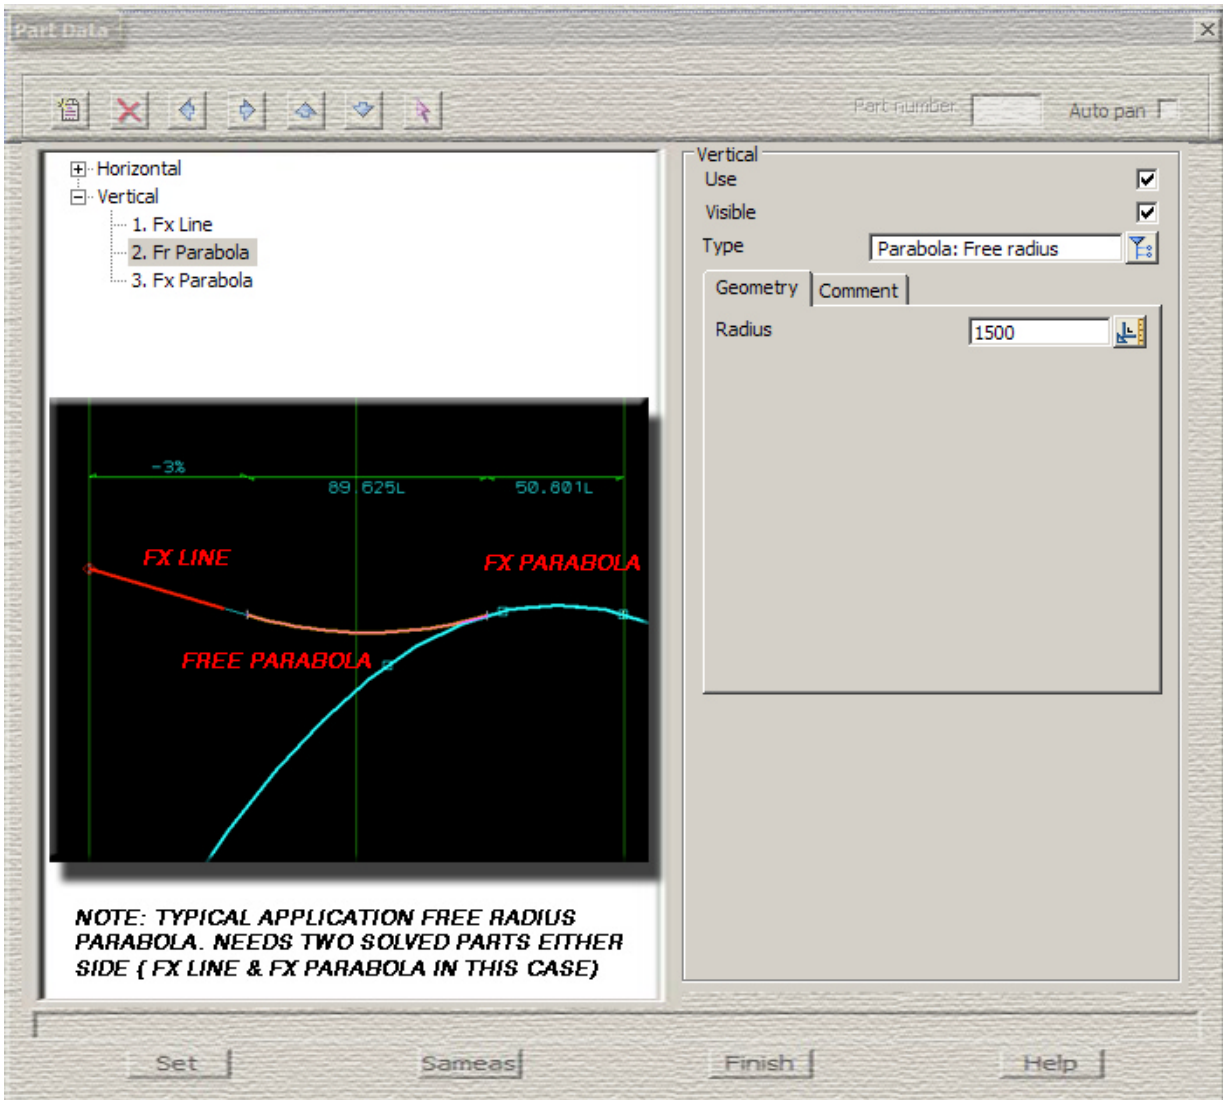 Part Data
Part number
Auto pan
Horizontal
Vertical
1. Fx Line
2. Fr Parabola
3. Fx Parabola
-3%
89.625L
50.801L
FX LINE
FX PARABOLA
FREE PARABOLA
NOTE: TYPICAL APPLICATION FREE RADIUS
PARABOLA. NEEDS TWO SOLVED PARTS EITHER
SIDE ( FX LINE & FX PARABOLA IN THIS CASE)
Vertical
Use
Visible
Type
Parabola: Free radius
Geometry
Comment
Radius
1500
Set
Sameas
Finish
Help